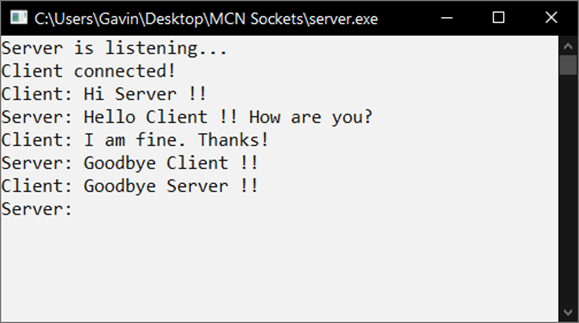 C:\Users\Gavin\Desktop\MCN Sockets\server.exe
Server is listening...
Client connected!
Client: Hi Server !!
Server: Hello Client !! How are you?
Client: I am fine. Thanks!
Server: Goodbye Client !!
Client: Goodbye Server !!
Server: